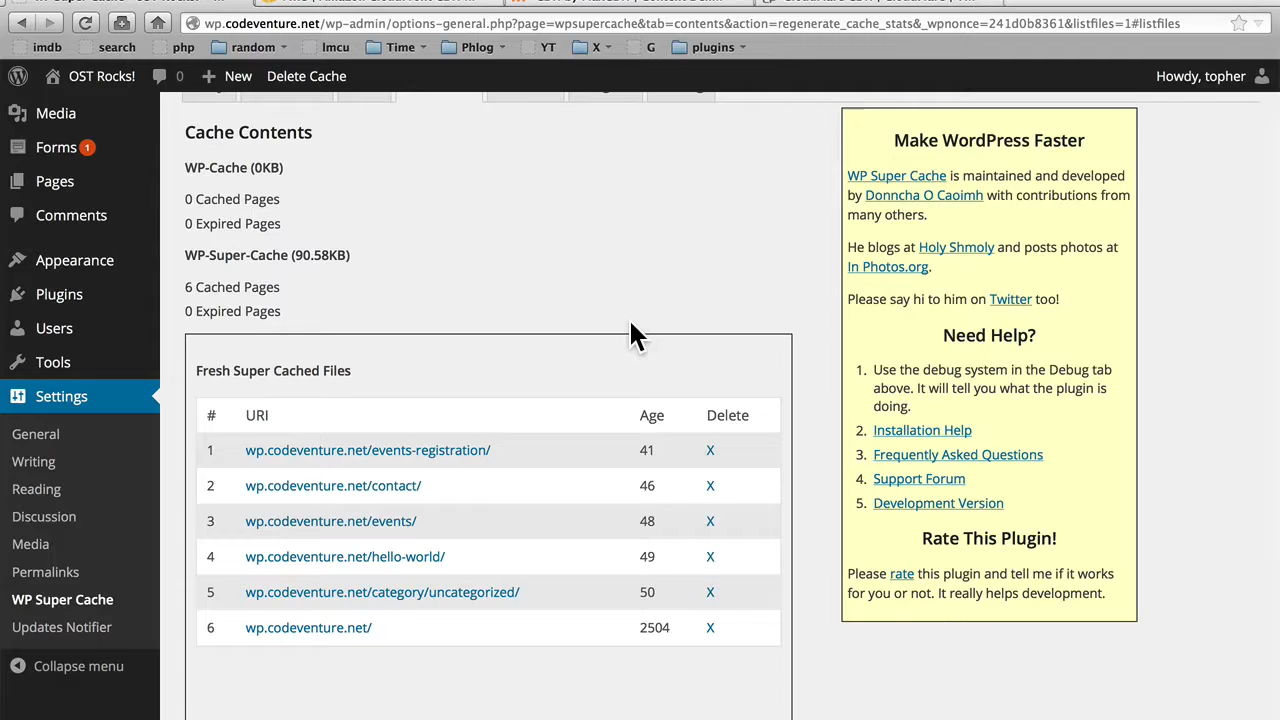 wp.codeventure.net/wp-admin/options-general.php?page=wpsupercache&tab=contents&action=regenerate_cache_stats&_wpnonce=241d0b8361&listfiles=1#listfiles
imdb search php random lmcu Time Phlog YT X G plugins
OST Rocks! 0 New Delete Cache Howdy, topher
Media
Forms 1
Pages
Comments
Appearance
Plugins
Users
Tools
Settings
General
Writing
Reading
Discussion
Media
Permalinks
WP Super Cache
Updates Notifier
Collapse menu
Cache Contents
WP-Cache (0KB)
0 Cached Pages
0 Expired Pages
WP-Super-Cache (90.58KB)
6 Cached Pages
0 Expired Pages
Fresh Super Cached Files
# URI Age Delete
1 wp.codeventure.net/events-registration/ 41 X
2 wp.codeventure.net/contact/ 46 X
3 wp.codeventure.net/events/ 48 X
4 wp.codeventure.net/hello-world/ 49 X
5 wp.codeventure.net/category/uncategorized/ 50 X
6 wp.codeventure.net/ 2504 X
Make WordPress Faster
WP Super Cache is maintained and developed
by Donncha O Caoimh with contributions from
many others.
He blogs at Holy Shmoly and posts photos at
In Photos.org.
Please say hi to him on Twitter too!
Need Help?
1. Use the debug system in the Debug tab
above. It will tell you what the plugin is
doing.
2. Installation Help
3. Frequently Asked Questions
4. Support Forum
5. Development Version
Rate This Plugin!
Please rate this plugin and tell me if it works
for you or not. It really helps development.